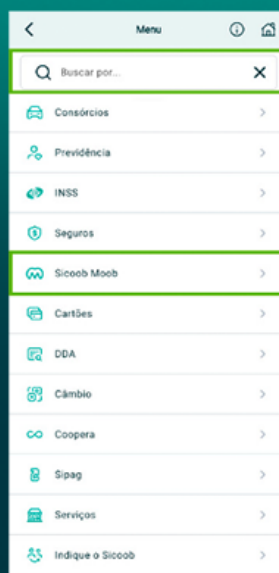 Menu
Buscar por...
Consórcios
Previdência
INSS
Seguros
Sicoob Moob
Cartões
DDA
Câmbio
Coopera
Sipag
Serviços
Indique o Sicoob